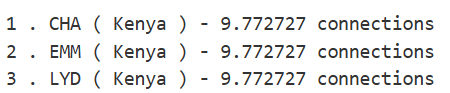 1 . CHA ( Kenya ) - 9.772727 connections
2 . EMM ( Kenya ) - 9.772727 connections
3 . LYD ( Kenya ) - 9.772727 connections